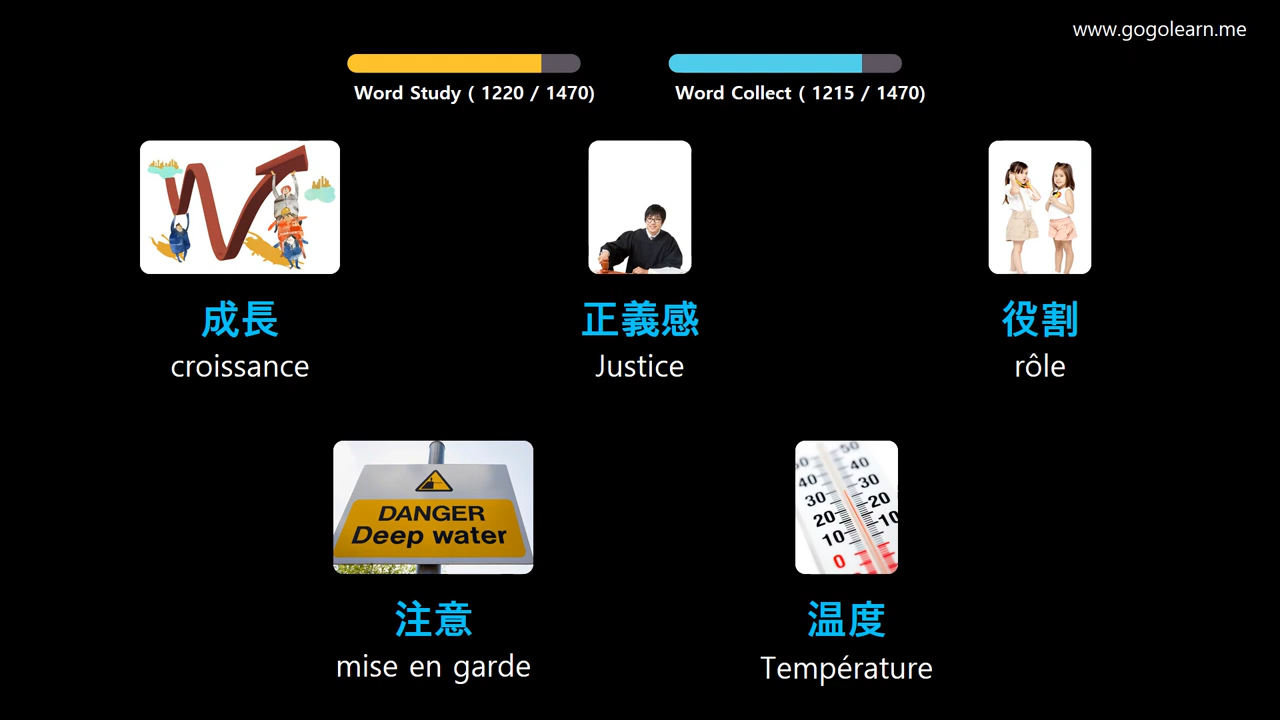 www.gogolearn.me
Word Study ( 1220 / 1470)
Word Collect ( 1215 / 1470)
成長
croissance
正義感
Justice
役割
rôle
DANGER
Deep water
注意
mise en garde
50
50
40
40
30
30
20
20
10
10
0
温度
Température